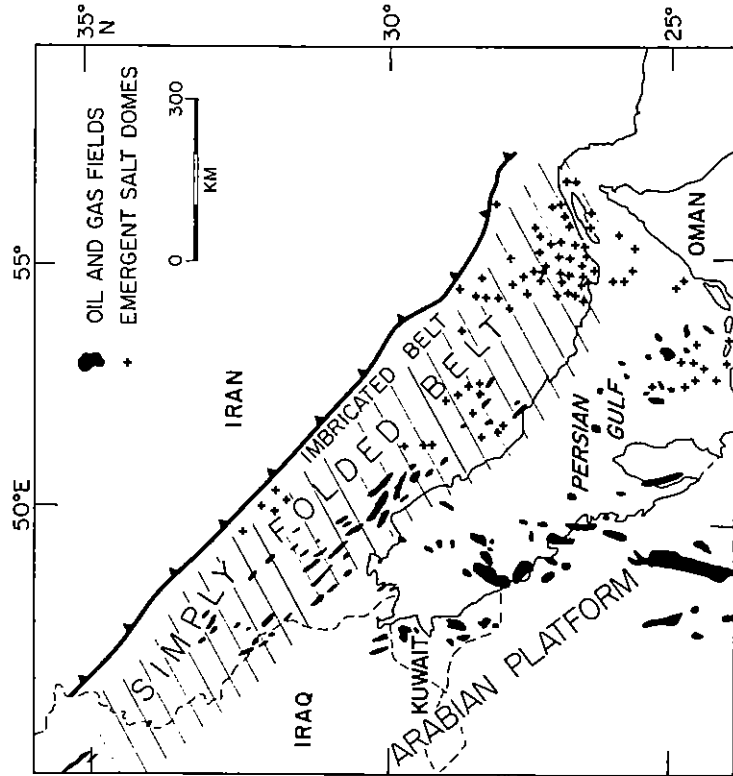 35°
N
30°
25°
OIL AND GAS FIELDS
EMERGENT SALT DOMES
0 300
KM
55°
50°E
IRAN
IMBRICATED BELT
SIMPLY FOLDED BELT
OMAN
PERSIAN
GULF
IRAQ
KUWAIT
ARABIAN PLATFORM